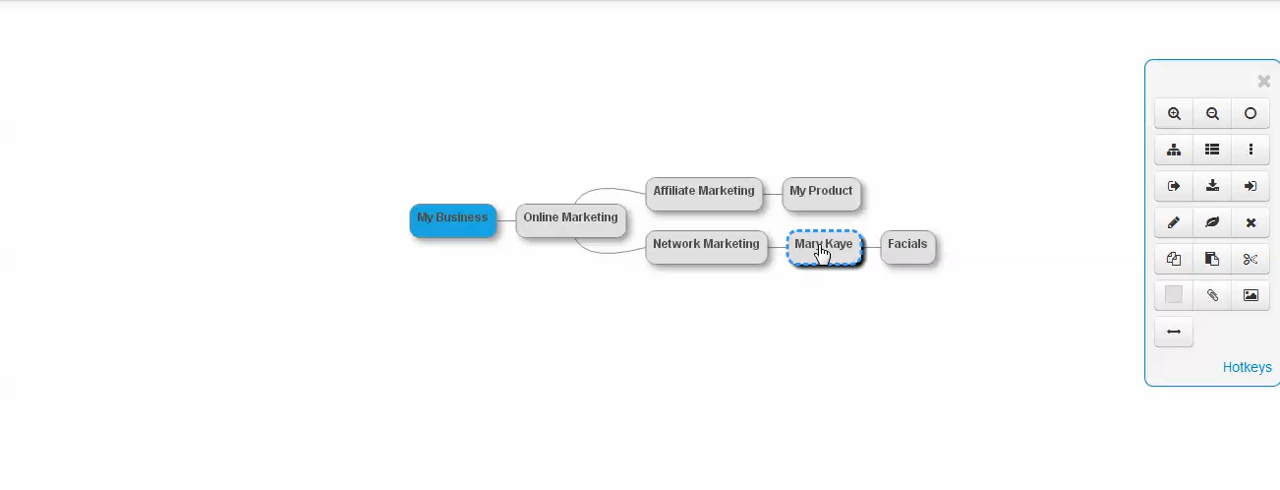 Affiliate Marketing
My Product
My Business
Online Marketing
Network Marketing
Mary Kaye
Facials
Hotkeys